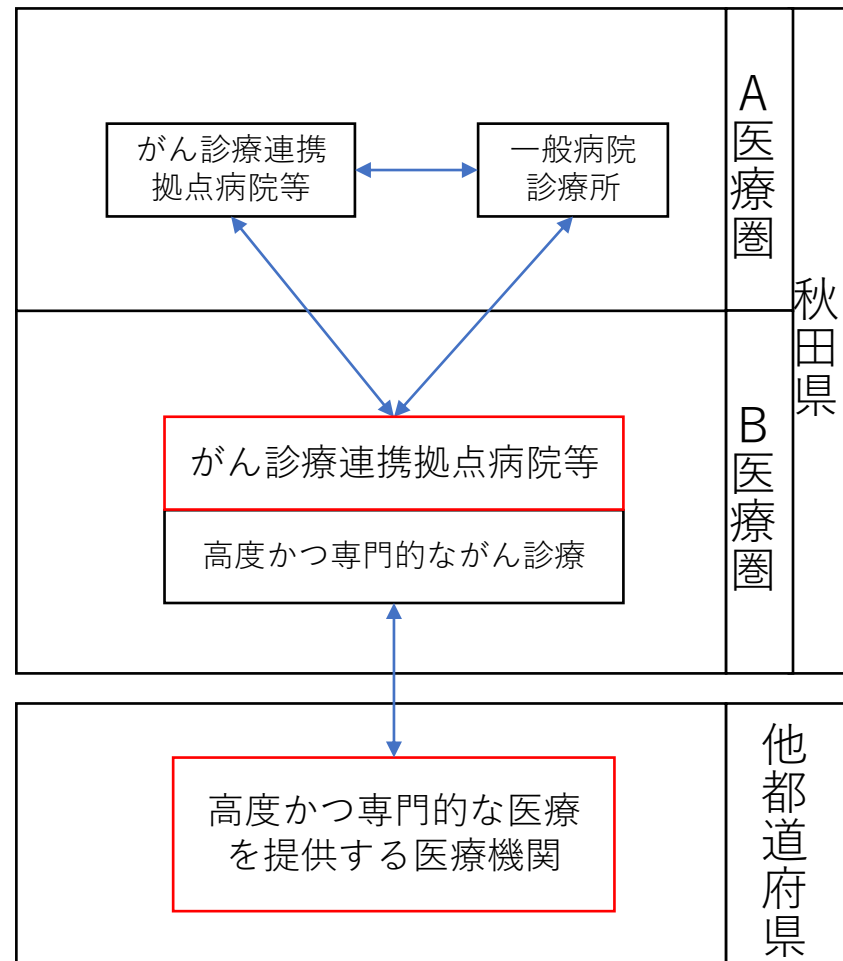 がん診療連携
拠点病院等
一般病院
診療所
A医療圏
秋田県
がん診療連携拠点病院等
高度かつ専門的ながん診療
B医療圏
高度かつ専門的な医療
を提供する医療機関
他都道府県